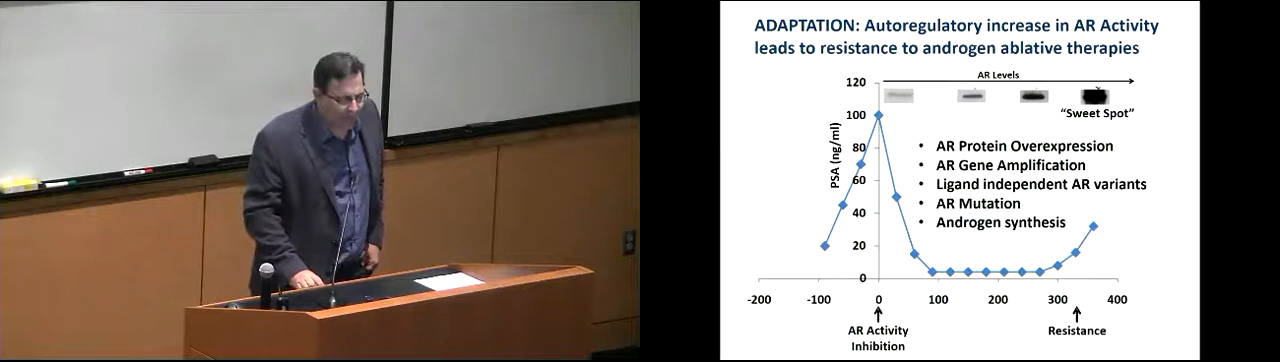 ADAPTATION: Autoregulatory increase in AR Activity
leads to resistance to androgen ablative therapies
AR Levels
"Sweet Spot"
PSA (ng/ml)
120
100
80
60
40
20
0
• AR Protein Overexpression
• AR Gene Amplification
• Ligand independent AR variants
• AR Mutation
• Androgen synthesis
-200 -100 0 100 200 300 400
AR Activity
Inhibition
Resistance